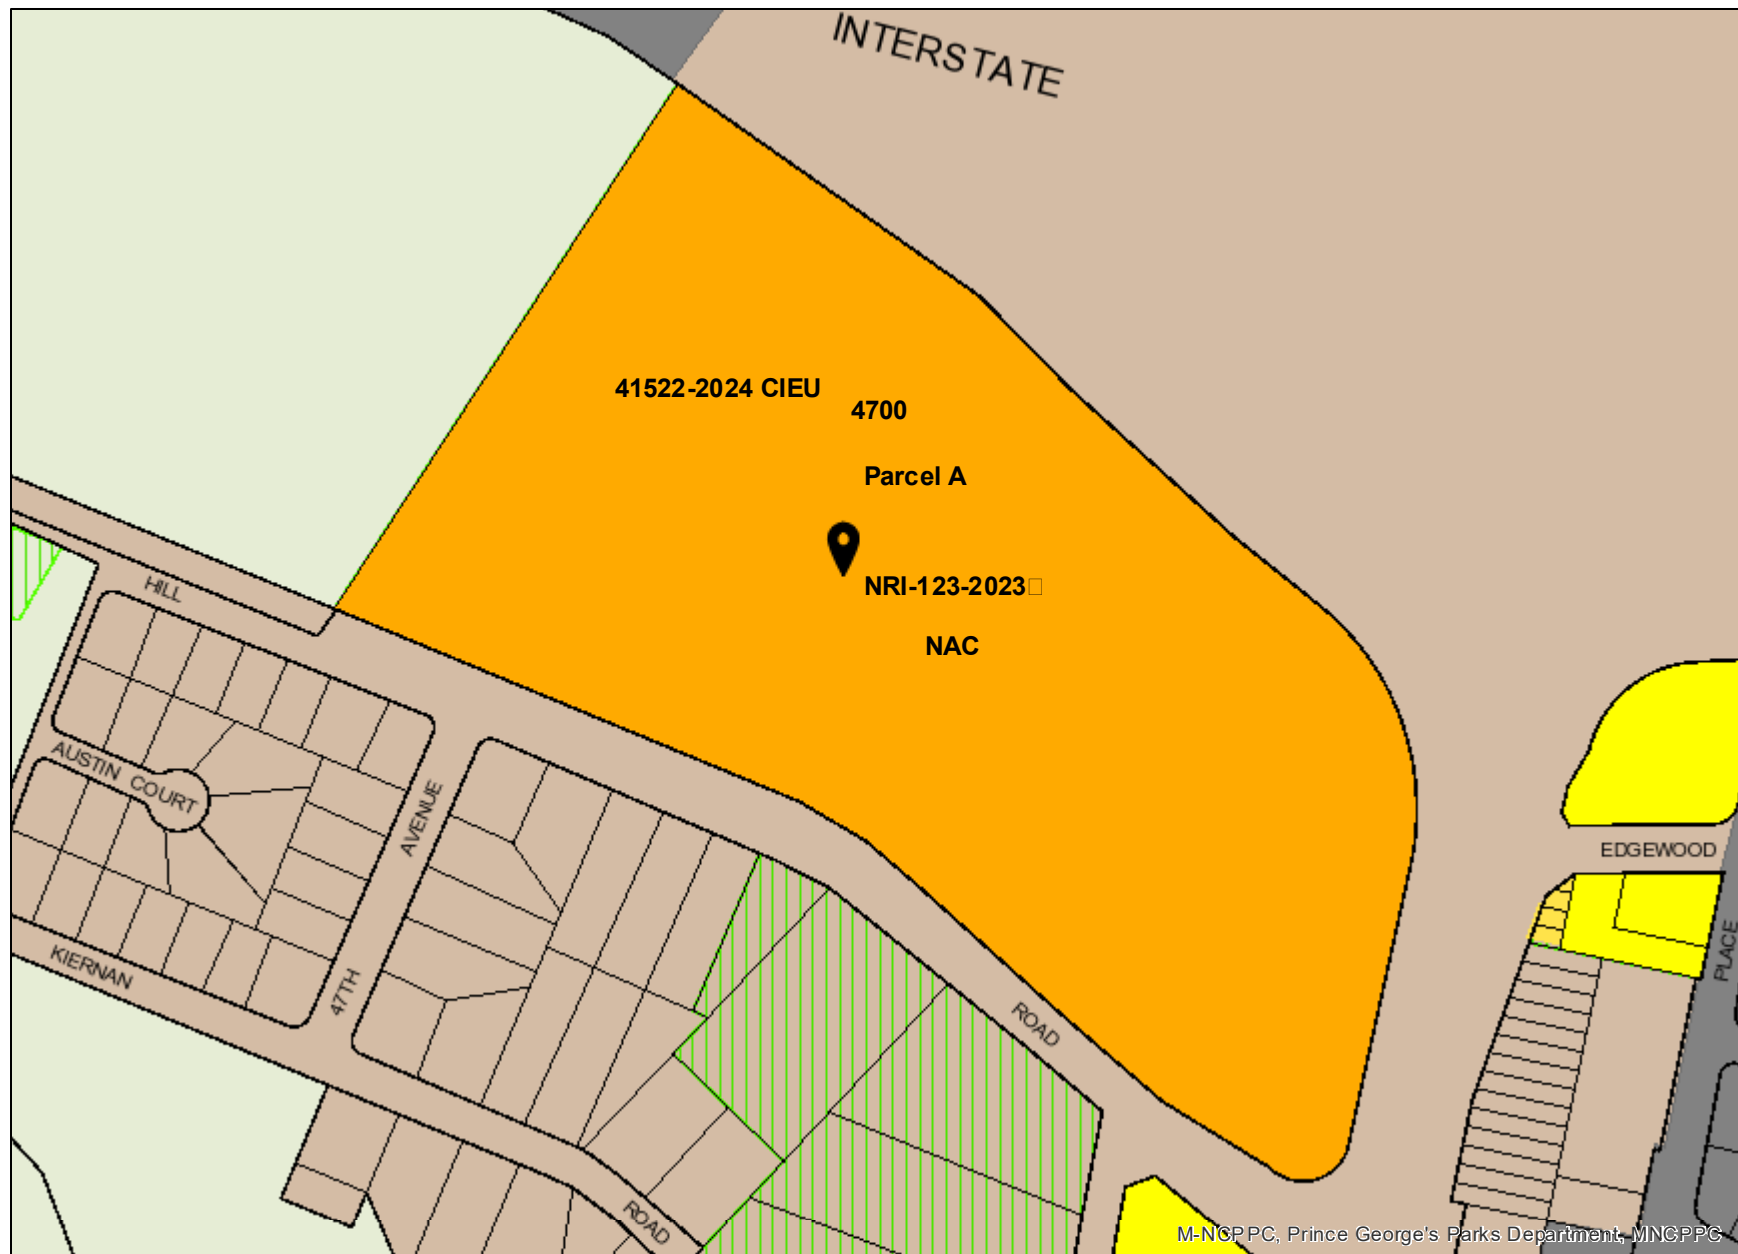 INTERSTATE
41522-2024 CIEU
4700
Parcel A
NRI-123-2023
NAC
HILL
AUSTIN COURT
AVENUE
47TH
KIERNAN
ROAD
ROAD
EDGEWOOD
PLACE
M-NCPPC, Prince George's Parks Department, MNCPPC